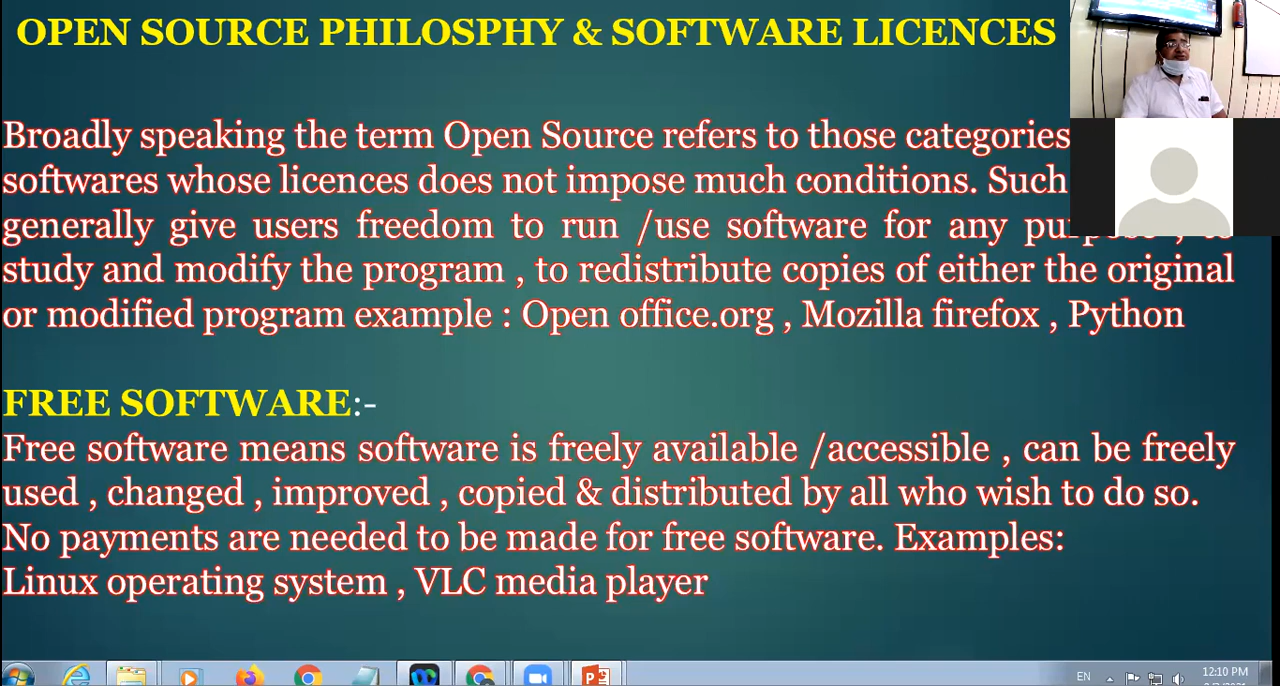 OPEN SOURCE PHILOSPHY & SOFTWARE LICENCES
Broadly speaking the term Open Source refers to those categories
softwares whose licences does not impose much conditions. Such
generally give users freedom to run /use software for any purpose , to
study and modify the program , to redistribute copies of either the original
or modified program example : Open office.org , Mozilla firefox , Python
FREE SOFTWARE:-
Free software means software is freely available /accessible , can be freely
used , changed , improved , copied & distributed by all who wish to do so.
No payments are needed to be made for free software. Examples:
Linux operating system , VLC media player
EN
12:10 PM